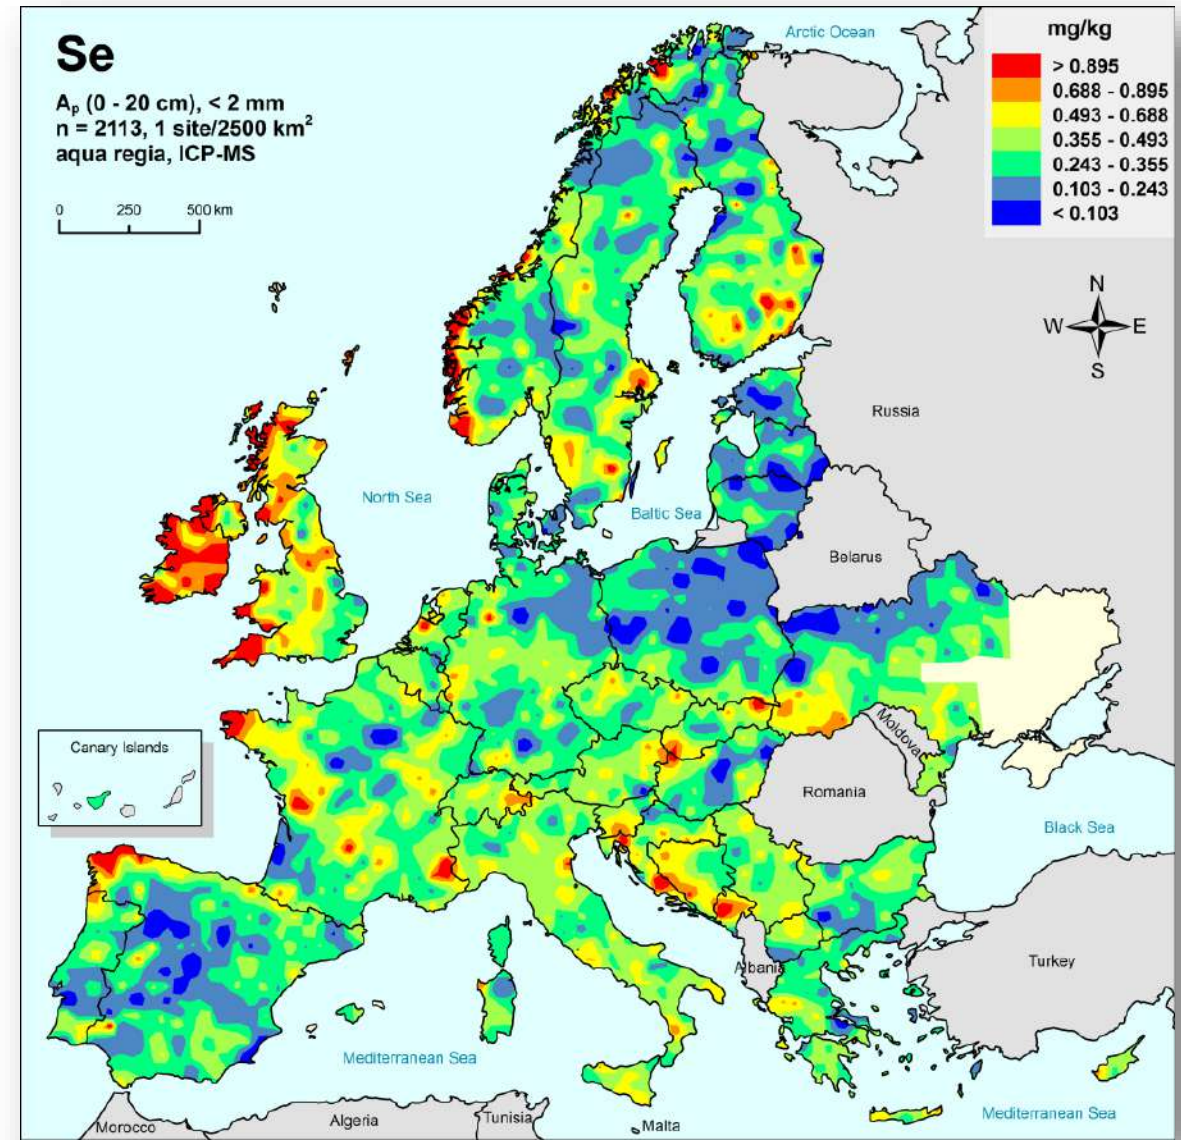 Se
Aₚ (0 - 20 cm), < 2 mm
n = 2113, 1 site/2500 km²
aqua regia, ICP-MS
0 250 500 km
Arctic Ocean
mg/kg
> 0.895
0.688 - 0.895
0.493 - 0.688
0.355 - 0.493
0.243 - 0.355
0.103 - 0.243
< 0.103
N
W E
S
Russia
North Sea
Baltic Sea
Belarus
Moldova
Canary Islands
Romania
Black Sea
Albania
Turkey
Mediterranean Sea
Mediterranean Sea
Morocco
Algeria
Tunisia
Malta